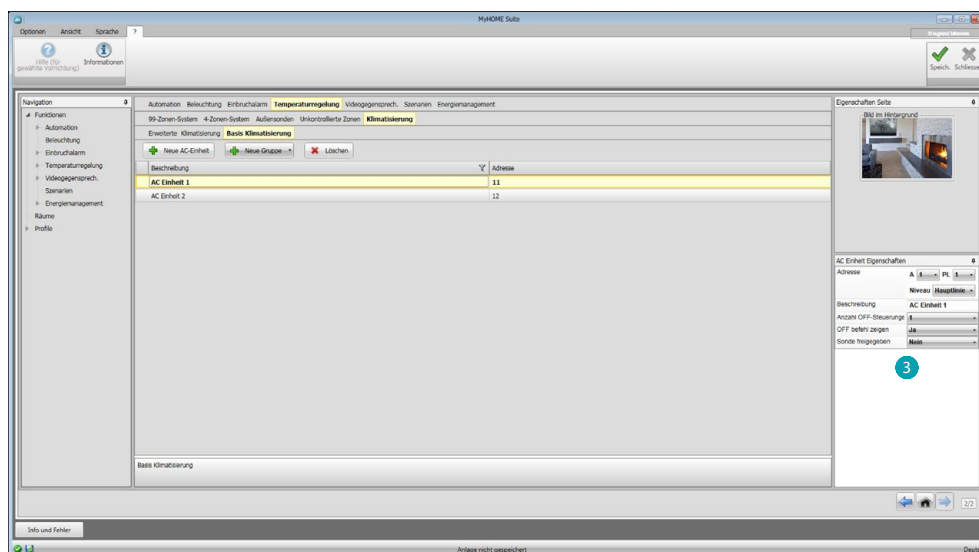 MyHOME Suite
Optionen Ansicht Sprache ?
Hilfe (für gewählte Vorrichtung)
Informationen
Speich. Schliesse
Navigation
Funktionen
Automation
Beleuchtung
Einbruchalarm
Temperaturregelung
Videogegensprech.
Szenarien
Energiemanagement
Räume
Profile
Automation Beleuchtung Einbruchalarm Temperaturregelung Videogegensprech. Szenarien Energiemanagement
99-Zonen-System 4-Zonen-System Außensonden Unkontrollierte Zonen Klimatisierung
Erweiterte Klimatisierung Basis Klimatisierung
Neue AC-Einheit Neue Gruppe Löschen
Beschreibung Adresse
AC Einheit 1 11
AC Einheit 2 12
Basis Klimatisierung
Eigenschaften Seite
Bild im Hintergrund
AC Einheit Eigenschaften
Adresse A 1 PL 1
Niveau Hauptlinie
Beschreibung AC Einheit 1
Anzahl OFF-Steuerunge 1
OFF befehl zeigen Ja
Sonde freigegeben Nein
3
2/2
Info und Fehler
Anlage nicht gespeichert